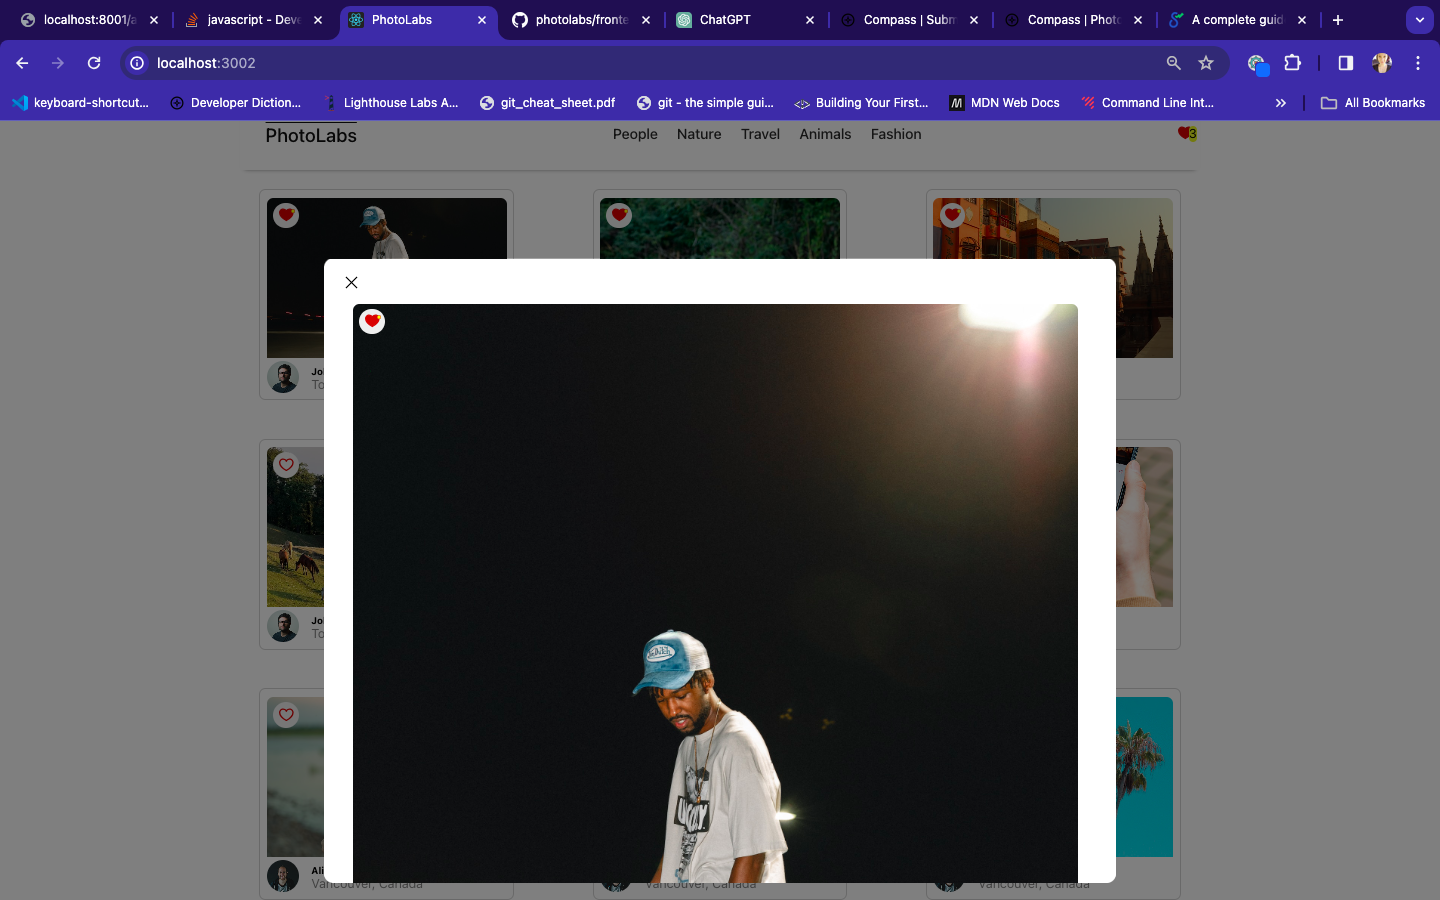 localhost:8001/a
javascript - Deve
PhotoLabs
photolabs/fronte
ChatGPT
Compass | Subm
Compass | Photo
A complete guid
localhost:3002
keyboard-shortcut...
Developer Diction...
Lighthouse Labs A...
git_cheat_sheet.pdf
git - the simple gui...
Building Your First...
MDN Web Docs
Command Line Int...
All Bookmarks
PhotoLabs
People
Nature
Travel
Animals
Fashion
3
Jo
To
Jo
To
Ali
Vancouver, Canada
Vancouver, Canada
Vancouver, Canada